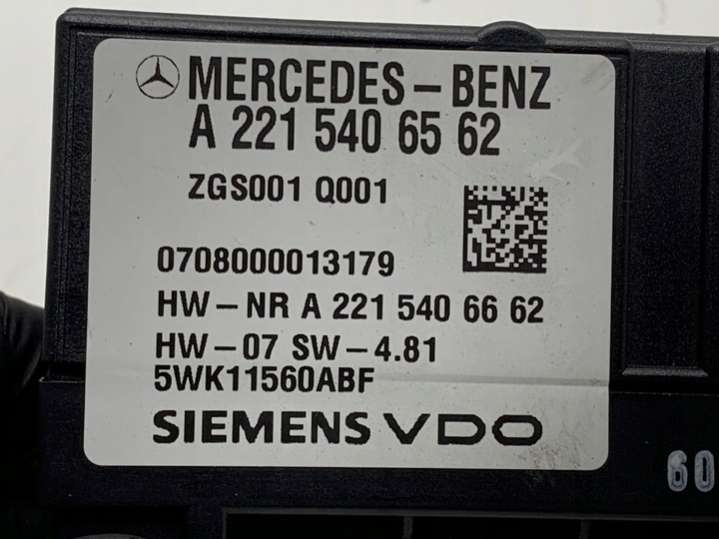 MERCEDES-BENZ
A 221 540 65 62
ZGS001 Q001
0708000013179
HW-NR A 221 540 66 62
HW-07 SW-4.81
5WK11560ABF
SIEMENS VDO
60